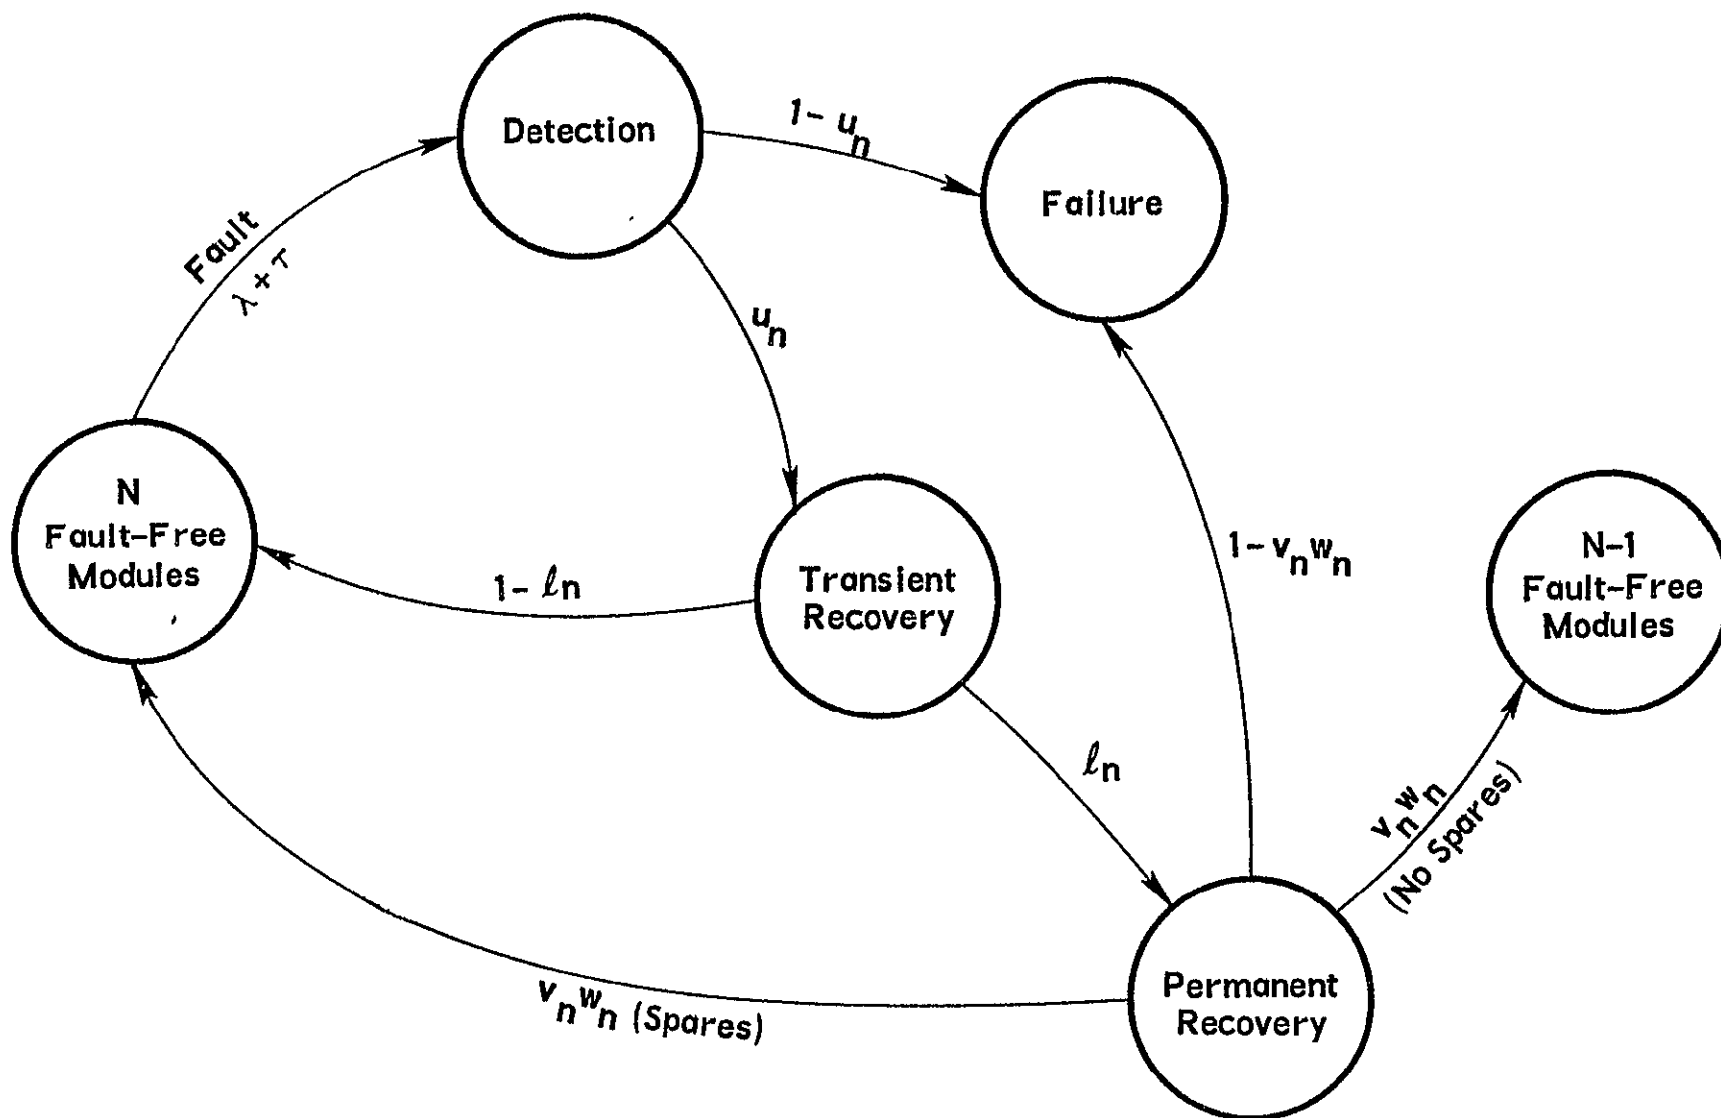 Detection
1- u_n
Failure
Fault
λ+τ
u_n
N
Fault-Free
Modules
1- ℓn
Transient
Recovery
1- v_n w_n
N-1
Fault-Free
Modules
ℓn
v_n w_n
(No Spares)
v_n w_n (Spares)
Permanent
Recovery